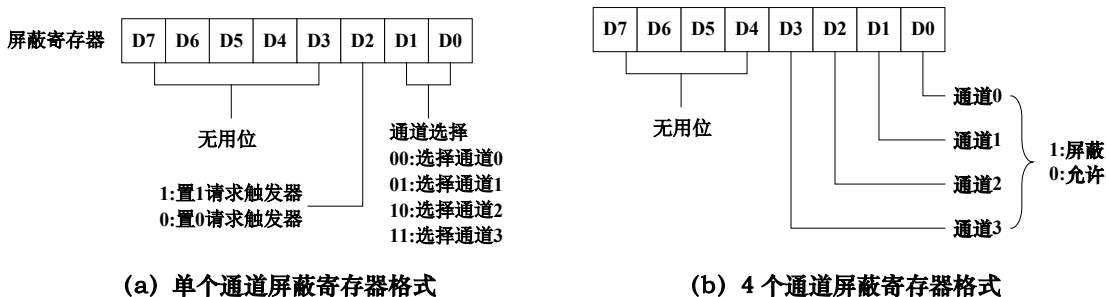 屏蔽寄存器 D7 D6 D5 D4 D3 D2 D1 D0
无用位
通道选择
00:选择通道0
01:选择通道1
10:选择通道2
11:选择通道3
1:置1请求触发器
0:置0请求触发器
(a) 单个通道屏蔽寄存器格式
D7 D6 D5 D4 D3 D2 D1 D0
无用位
通道0
通道1
通道2
通道3
1:屏蔽
0:允许
(b) 4 个通道屏蔽寄存器格式